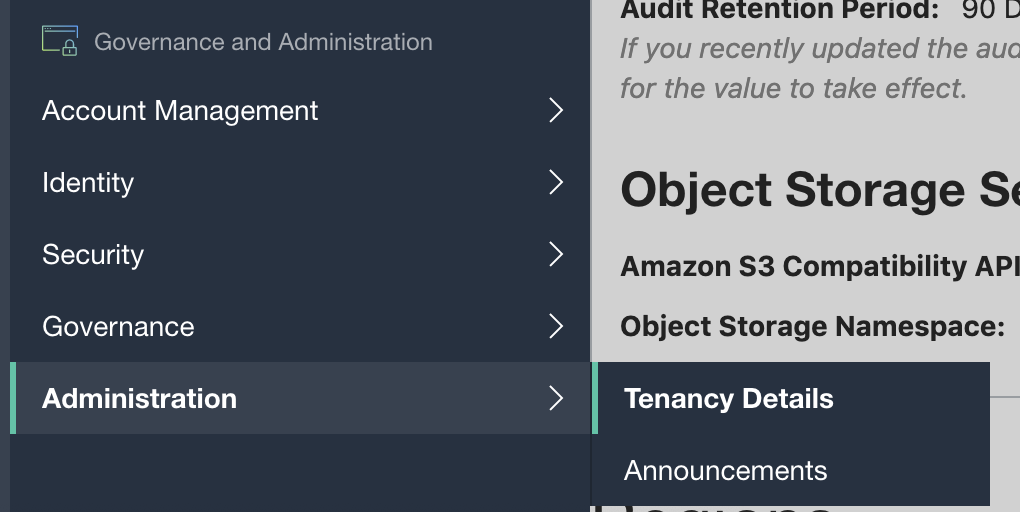 Governance and Administration
Account Management
Identity
Security
Governance
Administration
Tenancy Details
Announcements
Audit Retention Period: 90 D
If you recently updated the aud
for the value to take effect.
Object Storage Se
Amazon S3 Compatibility API
Object Storage Namespace: